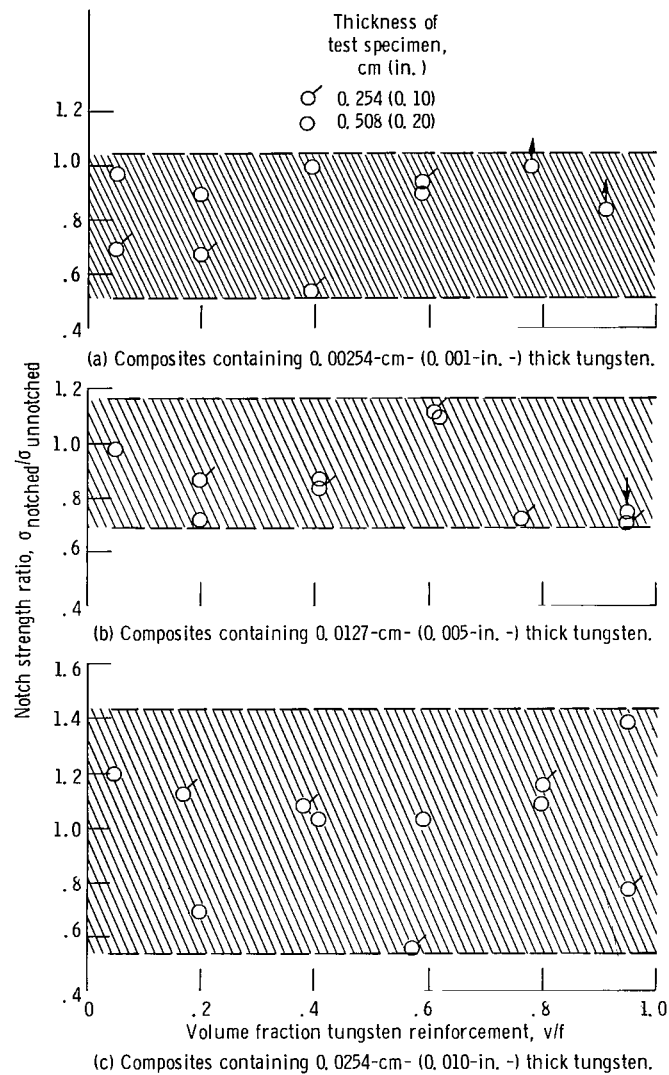 Thickness of
test specimen,
cm (in.)
0.254 (0.10)
0.508 (0.20)
1.2
1.0
.8
.6
.4
(a) Composites containing 0.00254-cm- (0.001-in.-) thick tungsten.
Notch strength ratio, σnotched/σunnotched
1.2
1.0
.8
.6
.4
(b) Composites containing 0.0127-cm- (0.005-in.-) thick tungsten.
1.6
1.4
1.2
1.0
.8
.6
.4
0 .2 .4 .6 .8 1.0
Volume fraction tungsten reinforcement, v/f
(c) Composites containing 0.0254-cm- (0.010-in.-) thick tungsten.